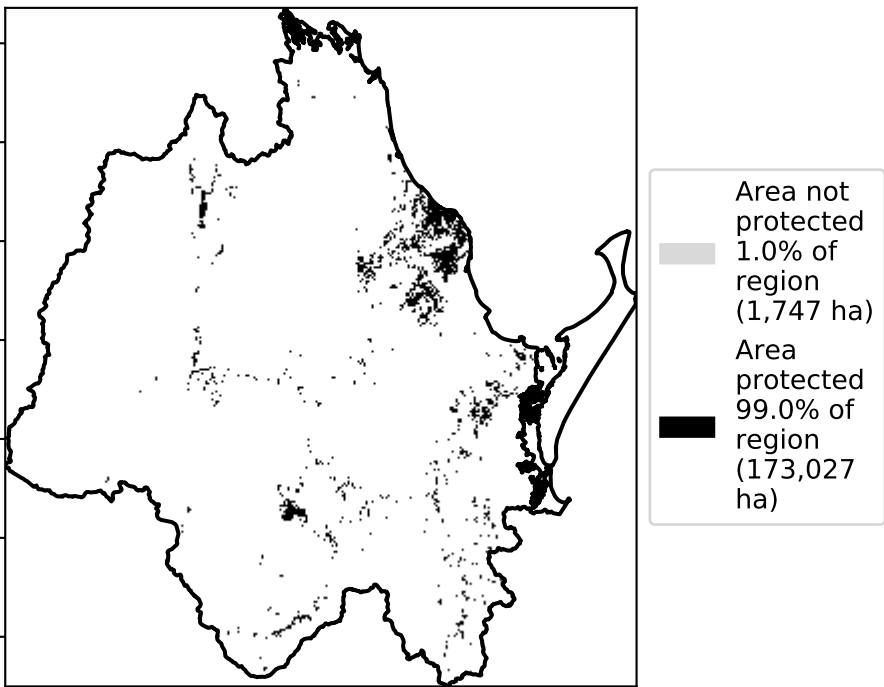 Area not
protected
1.0% of
region
(1,747 ha)
Area
protected
99.0% of
region
(173,027
ha)